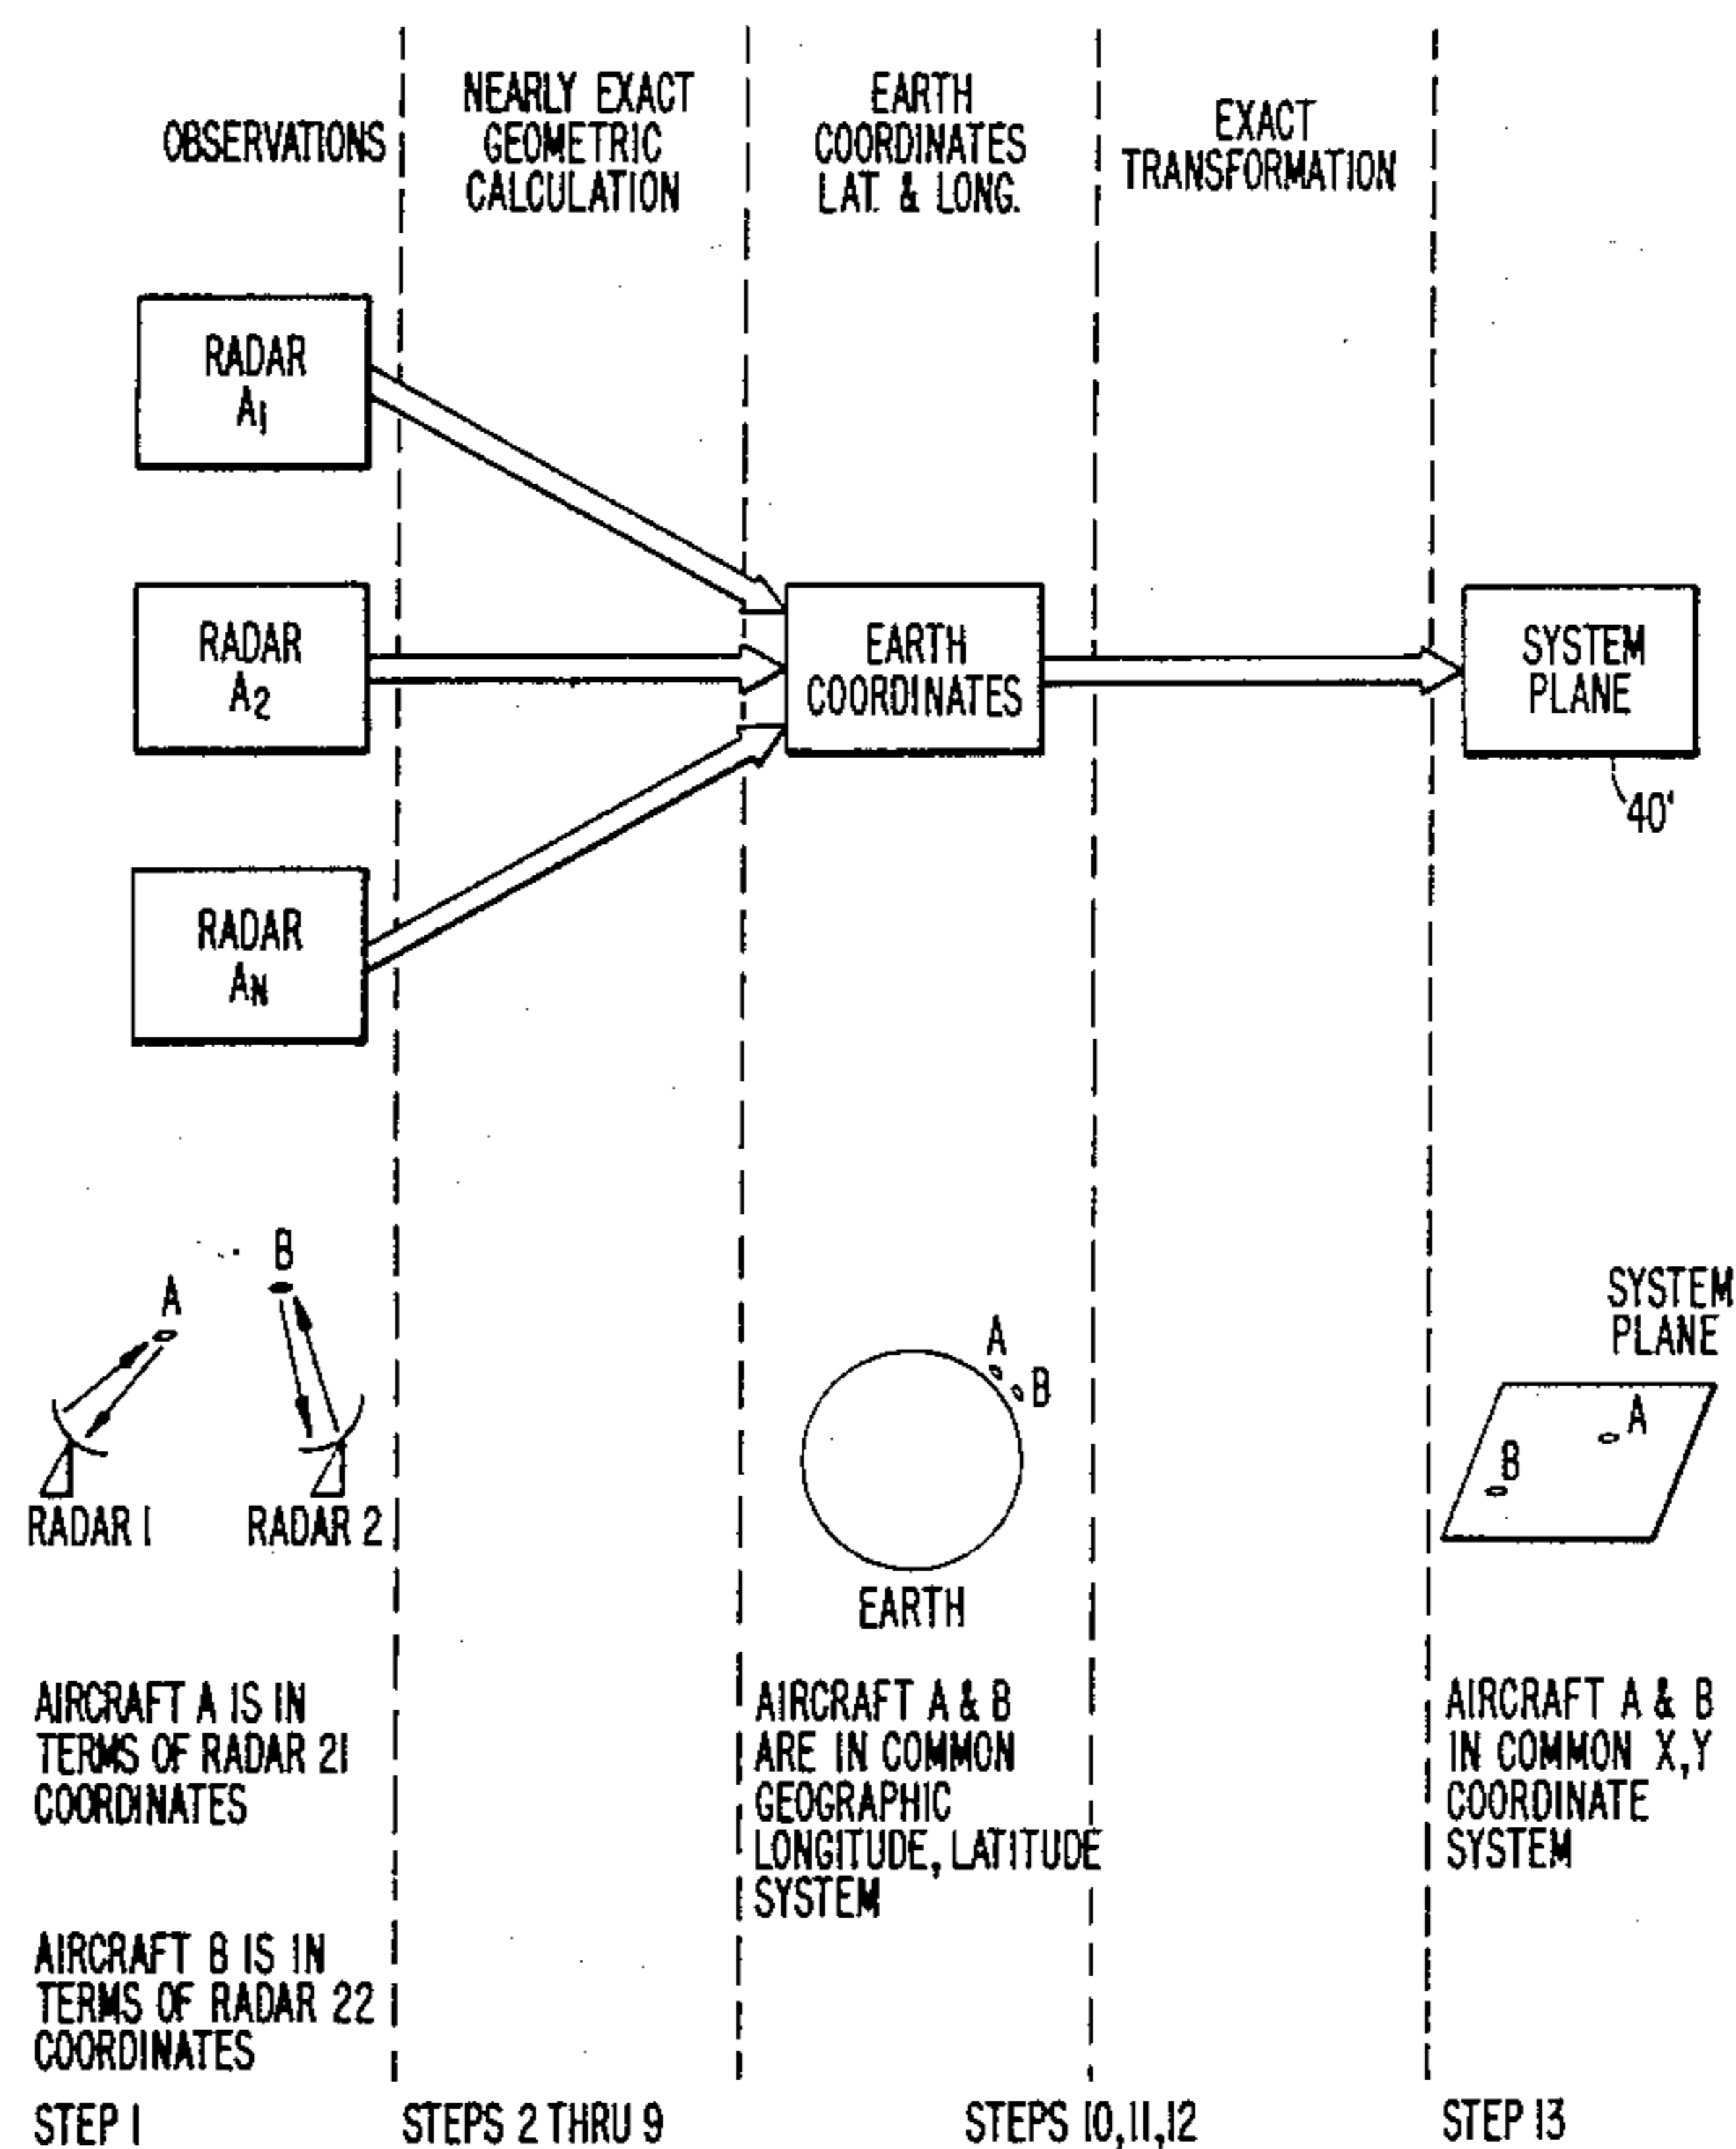 OBSERVATIONS
NEARLY EXACT
GEOMETRIC
CALCULATION
EARTH
COORDINATES
LAT. & LONG.
EXACT
TRANSFORMATION
RADAR
A1
RADAR
A2
RADAR
AN
EARTH
COORDINATES
SYSTEM
PLANE
40'
A
B
RADAR 1
RADAR 2
A
B
EARTH
SYSTEM
PLANE
A
B
AIRCRAFT A IS IN
TERMS OF RADAR 21
COORDINATES
AIRCRAFT B IS IN
TERMS OF RADAR 22
COORDINATES
AIRCRAFT A & B
ARE IN COMMON
GEOGRAPHIC
LONGITUDE, LATITUDE
SYSTEM
AIRCRAFT A & B
IN COMMON X,Y
COORDINATE
SYSTEM
STEP 1
STEPS 2 THRU 9
STEPS 10,11,12
STEP 13